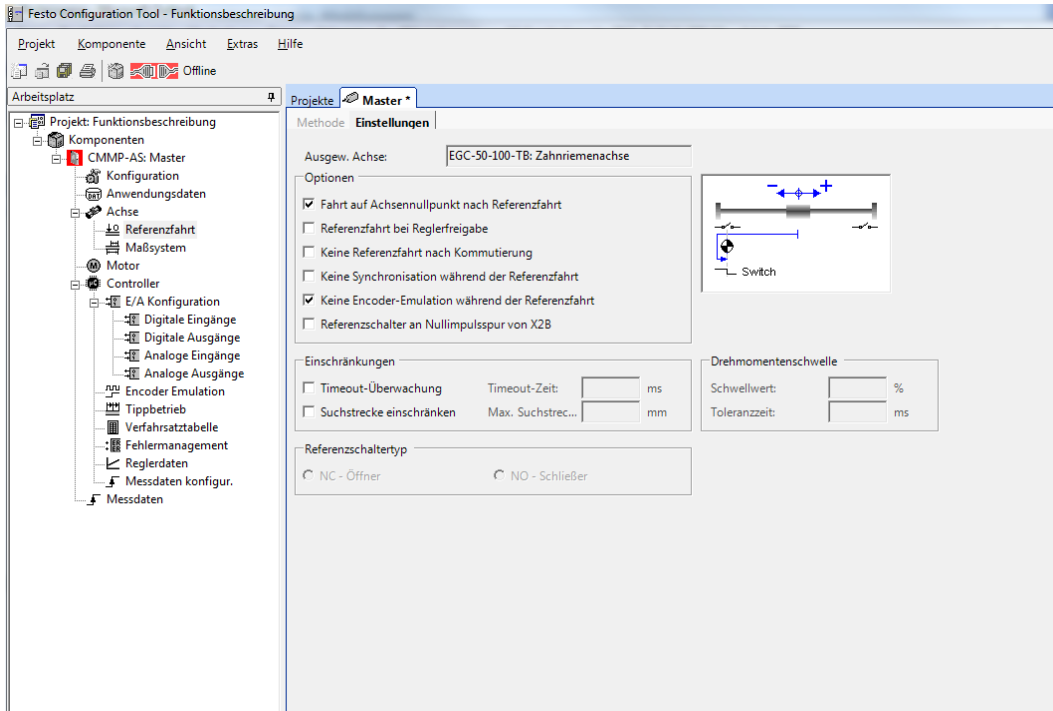 Festo Configuration Tool - Funktionsbeschreibung
Projekt Komponente Ansicht Extras Hilfe
Offline
Arbeitsplatz
Projekt: Funktionsbeschreibung
Komponenten
CMMP-AS: Master
Konfiguration
Anwendungsdaten
Achse
Referenzfahrt
Maßsystem
Motor
Controller
E/A Konfiguration
Digitale Eingänge
Digitale Ausgänge
Analoge Eingänge
Analoge Ausgänge
Encoder Emulation
Tippbetrieb
Verfahrsatztabelle
Fehlermanagement
Reglerdaten
Messdaten konfigur.
Messdaten
Projekte Master *
Methode Einstellungen
Ausgew. Achse: EGC-50-100-TB: Zahnriemenachse
Optionen
Fahrt auf Achsennullpunkt nach Referenzfahrt
Referenzfahrt bei Reglerfreigabe
Keine Referenzfahrt nach Kommutierung
Keine Synchronisation während der Referenzfahrt
Keine Encoder-Emulation während der Referenzfahrt
Referenzschalter an Nullimpulsspur von X2B
- +
Switch
Einschränkungen
Timeout-Überwachung Timeout-Zeit: ms
Suchstrecke einschränken Max. Suchstrec... mm
Drehmomentenschwelle
Schwellwert: %
Toleranzzeit: ms
Referenzschaltertyp
NC - Öffner NO - Schließer